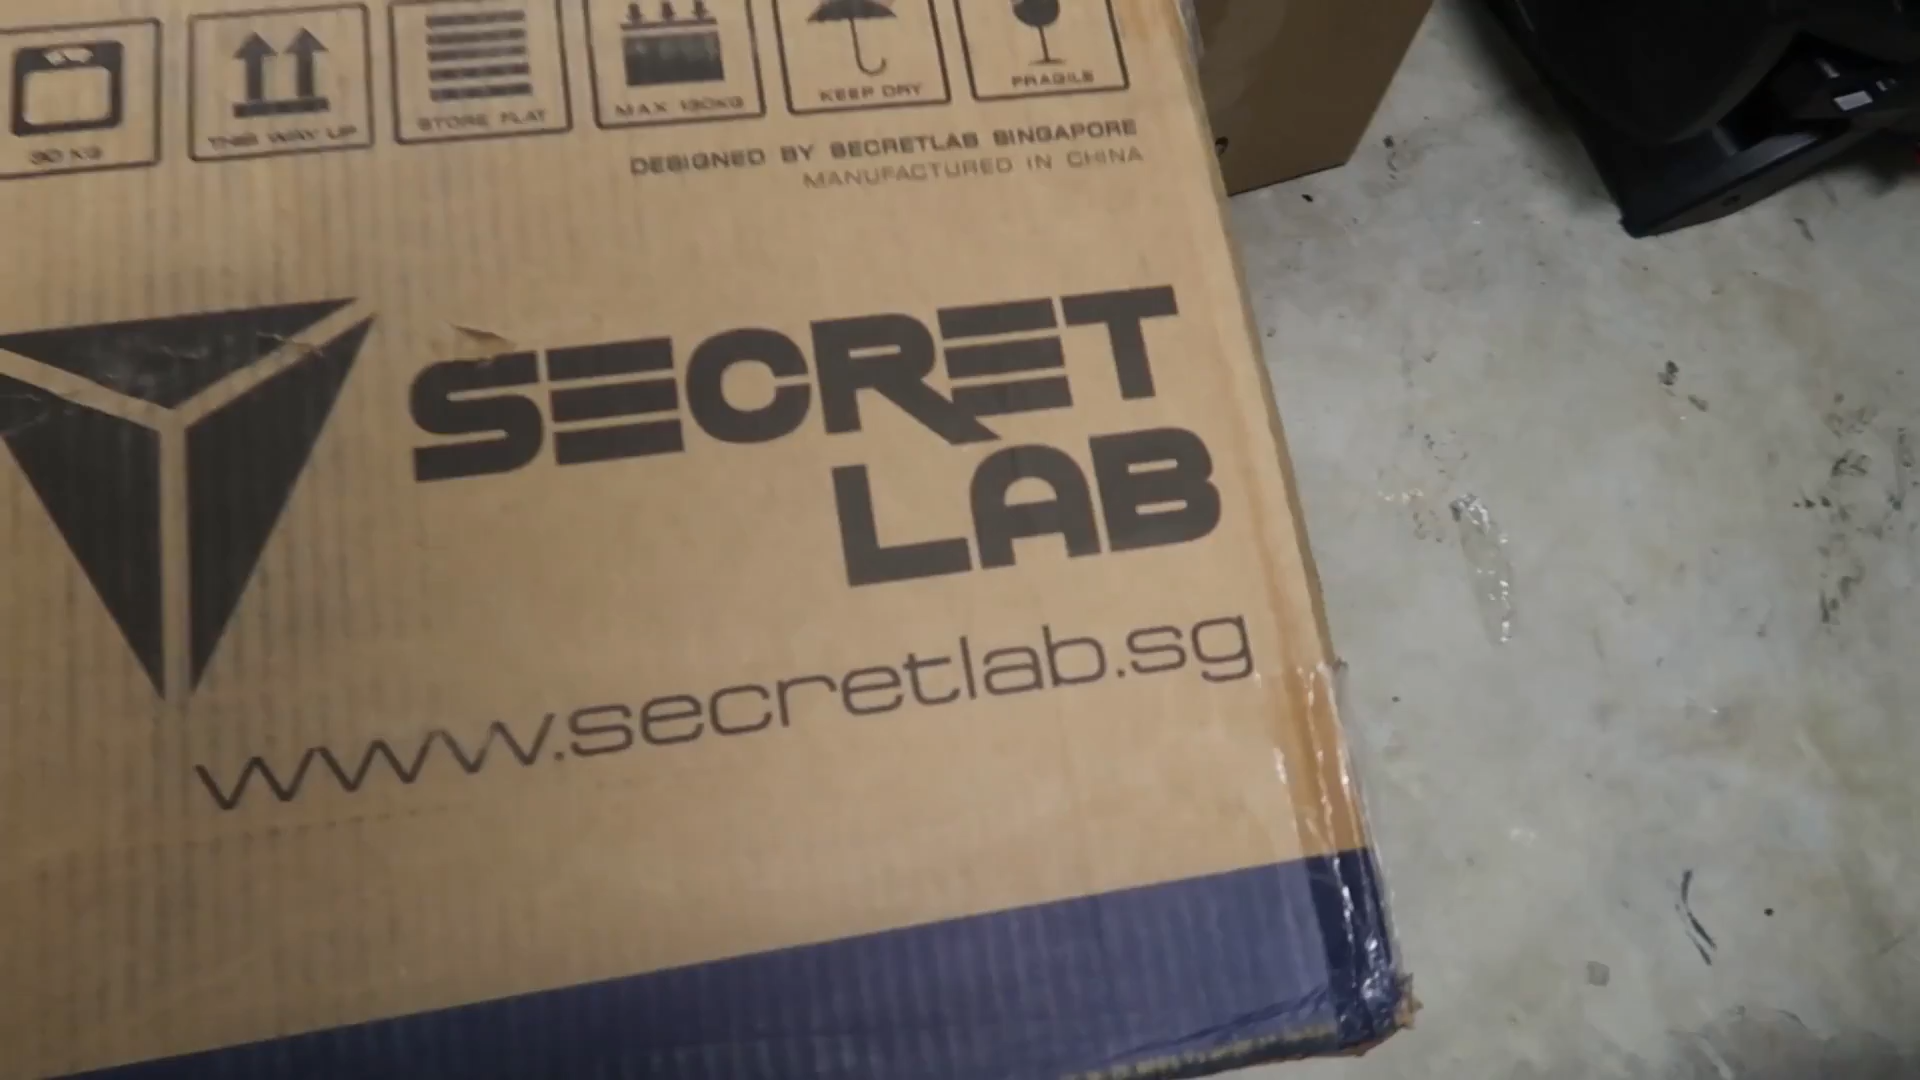 30 KG
THIS WAY UP
STORE FLAT
MAX 130KG
KEEP DRY
FRAGILE
DESIGNED BY SECRETLAB SINGAPORE
MANUFACTURED IN CHINA
SECRET
LAB
www.secretlab.sg